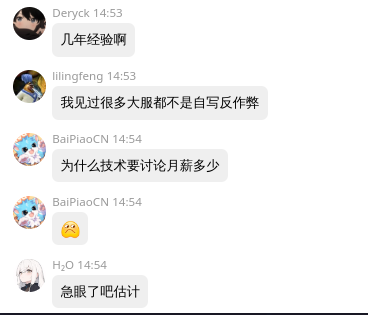 Deryck 14:53
几年经验啊
lilingfeng 14:53
我见过很多大服都不是自写反作弊
BaiPiaoCN 14:54
为什么技术要讨论月薪多少
BaiPiaoCN 14:54
H₂O 14:54
急眼了吧估计